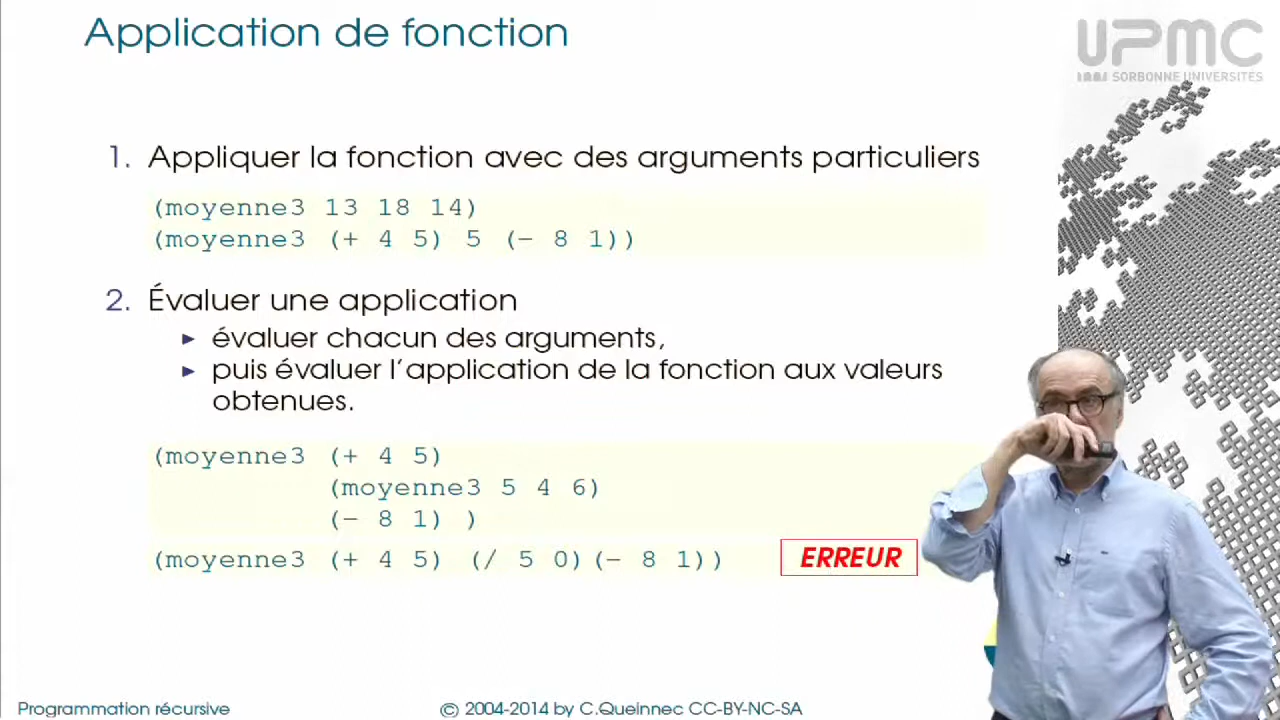 Application de fonction
UPMC
SORBONNE UNIVERSITÉS
1. Appliquer la fonction avec des arguments particuliers
(moyenne3 13 18 14)
(moyenne3 (+ 4 5) 5 (- 8 1))
2. Évaluer une application
► évaluer chacun des arguments,
► puis évaluer l'application de la fonction aux valeurs
obtenues.
(moyenne3 (+ 4 5)
(moyenne3 5 4 6)
(- 8 1) )
(moyenne3 (+ 4 5) (/ 5 0)(- 8 1))
ERREUR
Programmation récursive
© 2004-2014 by C.Queinnec CC-BY-NC-SA